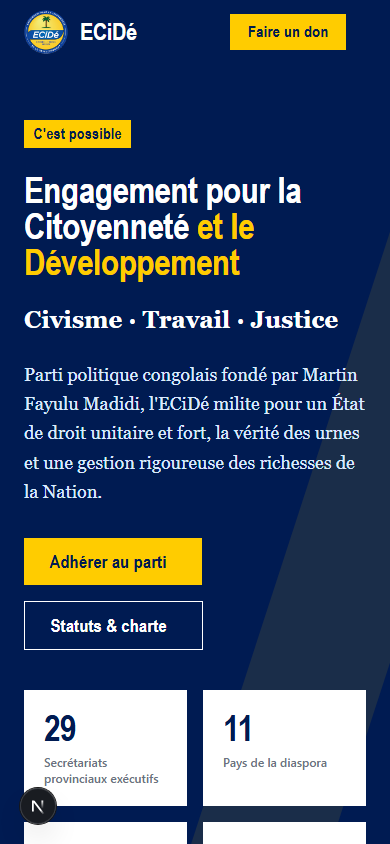 ECiDé
ECiDé
Faire un don
C'est possible
Engagement pour la
Citoyenneté et le
Développement
Civisme · Travail · Justice
Parti politique congolais fondé par Martin
Fayulu Madidi, l'ECiDé milite pour un État
de droit unitaire et fort, la vérité des urnes
et une gestion rigoureuse des richesses de
la Nation.
Adhérer au parti
Statuts & charte
29
Secrétariats
provinciaux exécutifs
11
Pays de la diaspora
N